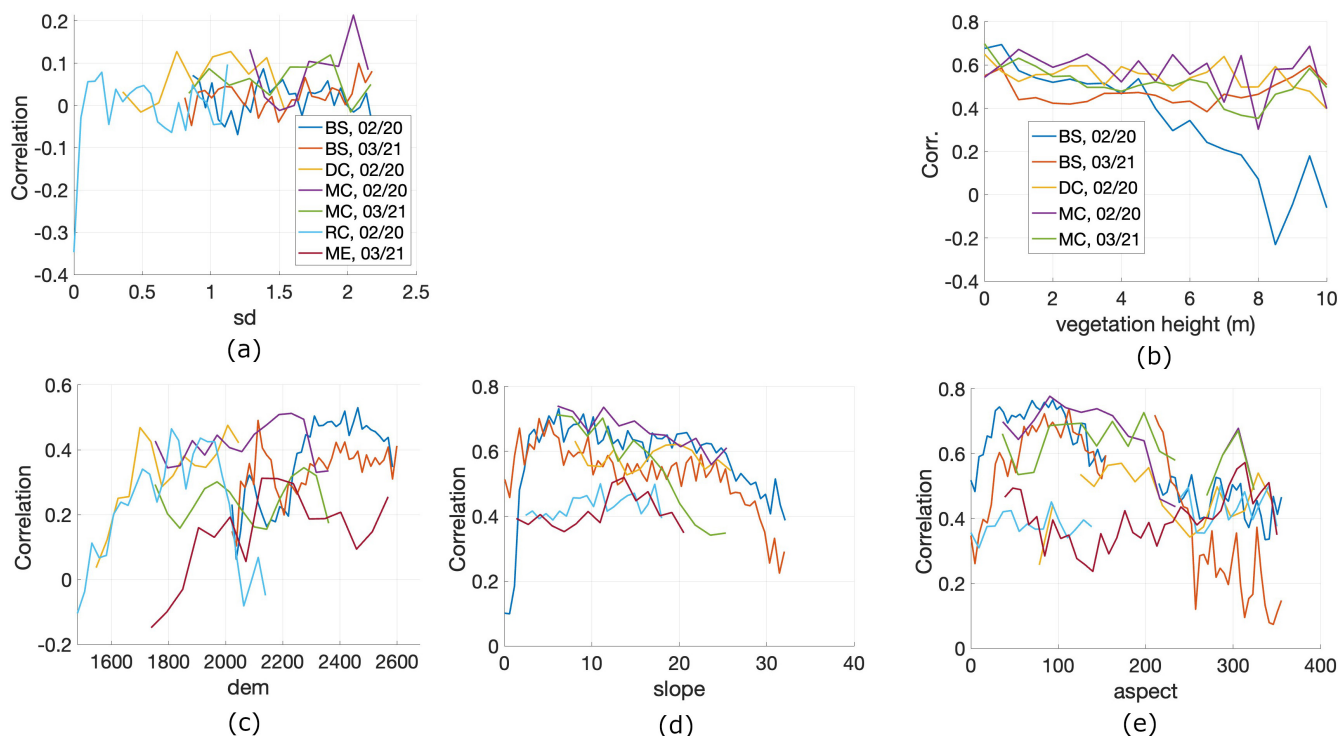 0.2
0.1
0
-0.1
-0.2
-0.3
-0.4
Correlation
0 0.5 1 1.5 2 2.5
sd
BS, 02/20
BS, 03/21
DC, 02/20
MC, 02/20
MC, 03/21
RC, 02/20
ME, 03/21
(a)
0.8
0.6
0.4
0.2
0
-0.2
-0.4
Corr.
0 2 4 6 8 10
vegetation height (m)
BS, 02/20
BS, 03/21
DC, 02/20
MC, 02/20
MC, 03/21
(b)
0.6
0.4
0.2
0
-0.2
Correlation
1600 1800 2000 2200 2400 2600
dem
(c)
0.8
0.6
0.4
0.2
0
Correlation
0 10 20 30 40
slope
(d)
0.8
0.6
0.4
0.2
0
Correlation
0 100 200 300 400
aspect
(e)